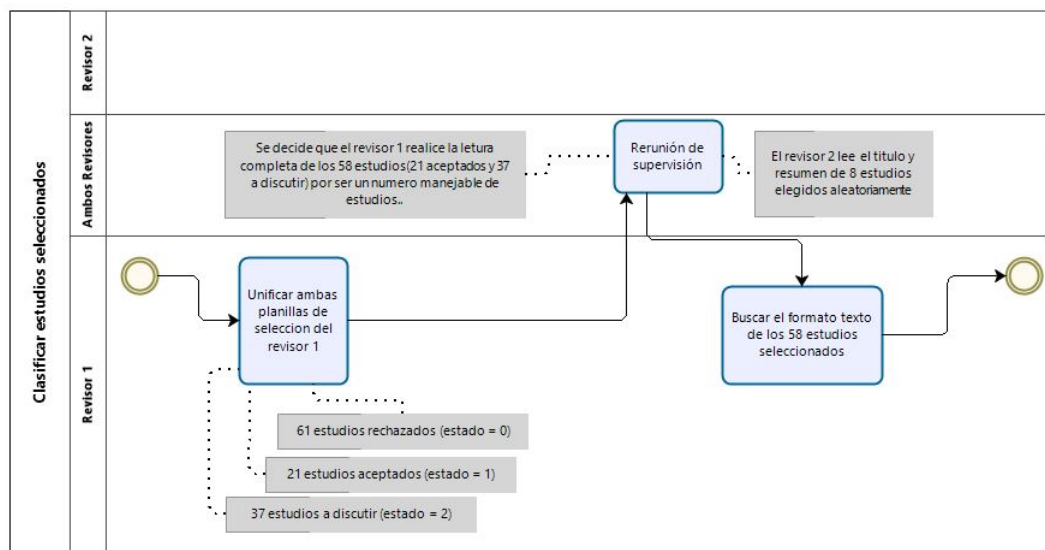 Clasificar estudios seleccionados
Revisor 2
Ambos Revisores
Se decide que el revisor 1 realice la letura
completa de los 58 estudios(21 aceptados y 37
a discutir) por ser un numero manejable de
estudios..
Rerunión de
supervisión
El revisor 2 lee el titulo y
resumen de 8 estudios
elegidos aleatoriamente
Revisor 1
Unificar ambas
planillas de
seleccion del
revisor 1
Buscar el formato texto
de los 58 estudios
seleccionados
61 estudios rechazados (estado = 0)
21 estudios aceptados (estado = 1)
37 estudios a discutir (estado = 2)